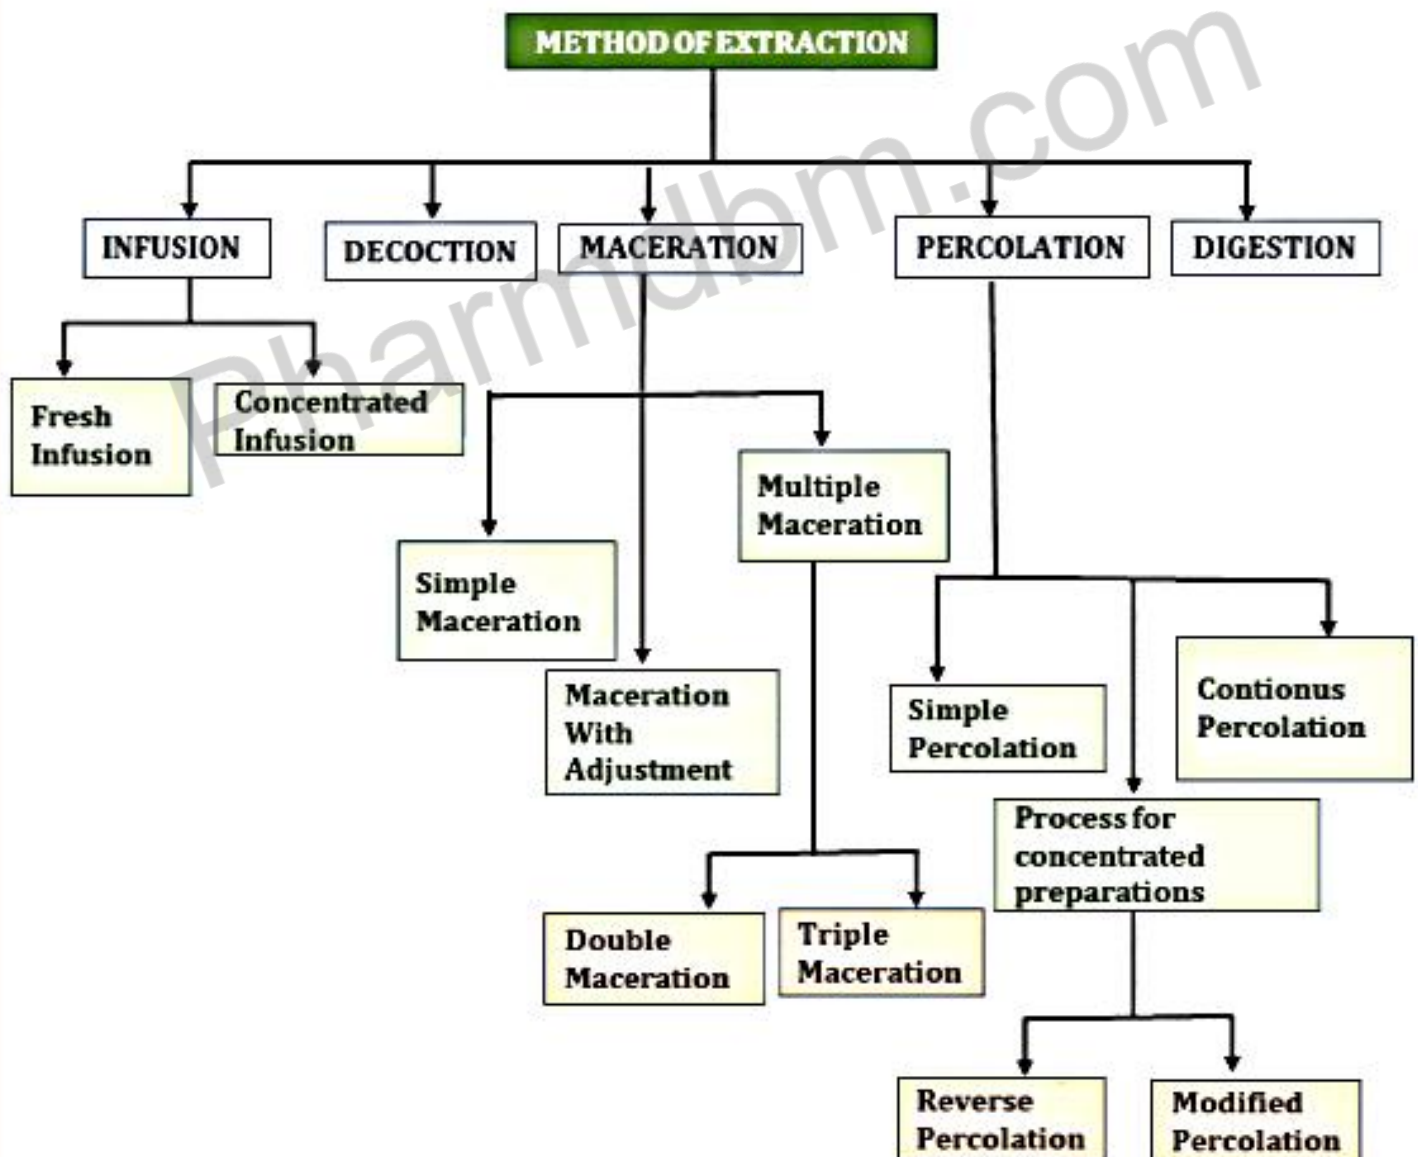 METHOD OF EXTRACTION
Pharmdbm.com
INFUSION
DECOCTION
MACERATION
PERCOLATION
DIGESTION
Fresh
Infusion
Concentrated
Infusion
Multiple
Maceration
Simple
Maceration
Maceration
With
Adjustment
Simple
Percolation
Contionus
Percolation
Process for
concentrated
preparations
Double
Maceration
Triple
Maceration
Reverse
Percolation
Modified
Percolation